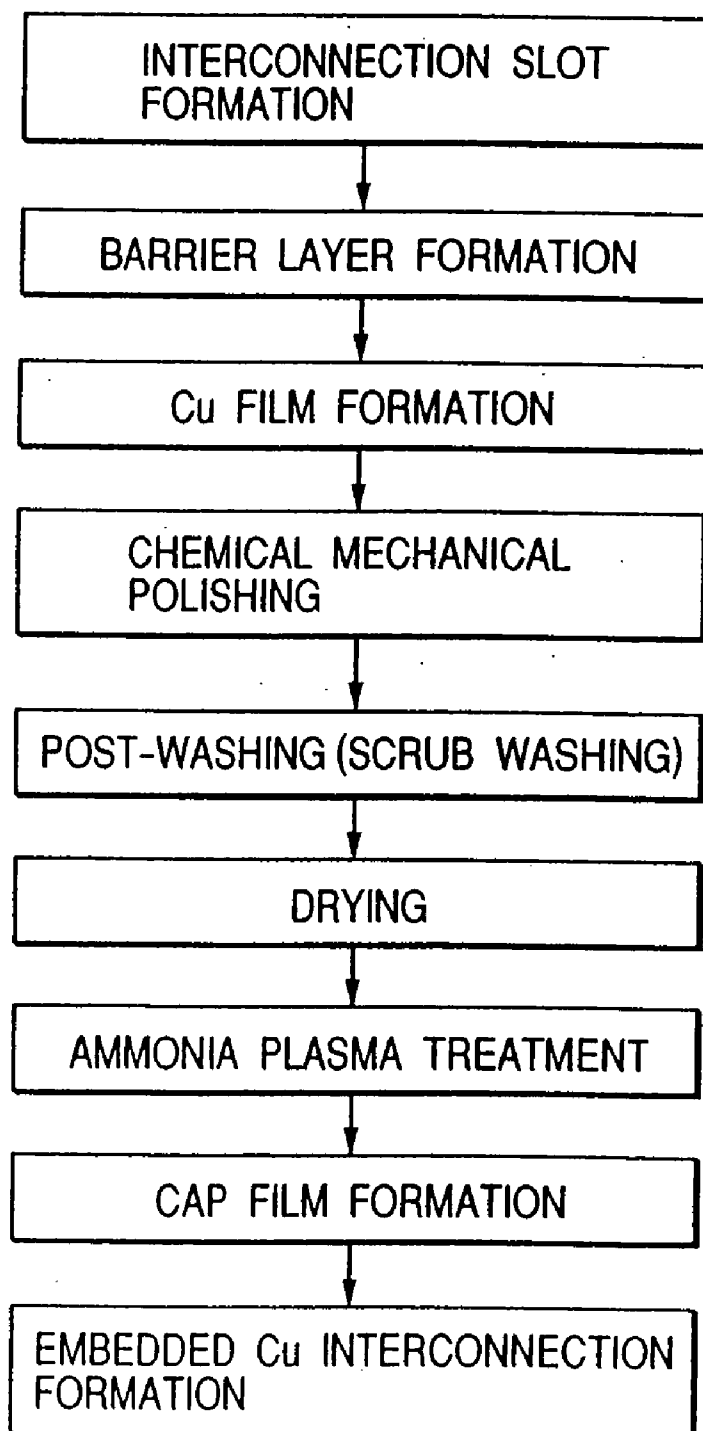 INTERCONNECTION SLOT
FORMATION
BARRIER LAYER FORMATION
Cu FILM FORMATION
CHEMICAL MECHANICAL
POLISHING
POST-WASHING (SCRUB WASHING)
DRYING
AMMONIA PLASMA TREATMENT
CAP FILM FORMATION
EMBEDDED Cu INTERCONNECTION
FORMATION